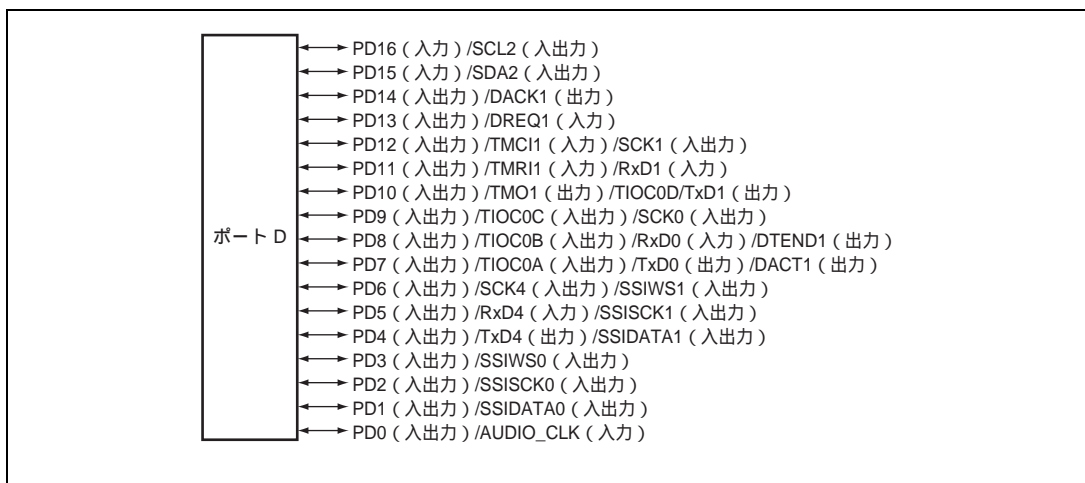 PD16（入力）/SCL2（入出力）
PD15（入力）/SDA2（入出力）
PD14（入出力）/DACK1（出力）
PD13（入出力）/DREQ1（入力）
PD12（入出力）/TMCI1（入力）/SCK1（入出力）
PD11（入出力）/TMRI1（入力）/RxD1（入力）
PD10（入出力）/TMO1（出力）/TIOC0D/TxD1（出力）
PD9（入出力）/TIOC0C（入出力）/SCK0（入出力）
ポート D
PD8（入出力）/TIOC0B（入出力）/RxD0（入力）/DTEND1（出力）
PD7（入出力）/TIOC0A（入出力）/TxD0（出力）/DACT1（出力）
PD6（入出力）/SCK4（入出力）/SSIWS1（入出力）
PD5（入出力）/RxD4（入力）/SSISCK1（入出力）
PD4（入出力）/TxD4（出力）/SSIDATA1（入出力）
PD3（入出力）/SSIWS0（入出力）
PD2（入出力）/SSISCK0（入出力）
PD1（入出力）/SSIDATA0（入出力）
PD0（入出力）/AUDIO_CLK（入力）